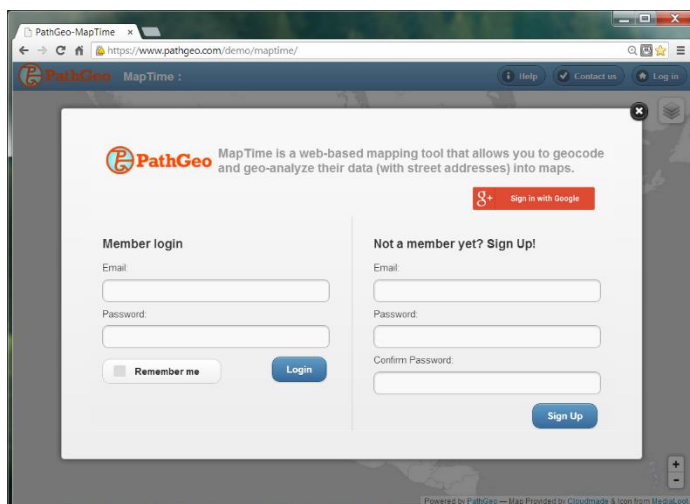 PathGeo-MapTime
https://www.pathgeo.com/demo/maptime/
PathGeo MapTime :
Help
Contact us
Log in
PathGeo
MapTime is a web-based mapping tool that allows you to geocode
and geo-analyze their data (with street addresses) into maps.
g+ Sign in with Google
Member login
Email:
Password:
Remember me
Login
Not a member yet? Sign Up!
Email:
Password:
Confirm Password:
Sign Up
+
-
Powered by PathGeo — Map Provided by Cloudmade & Icon from MediaLoot